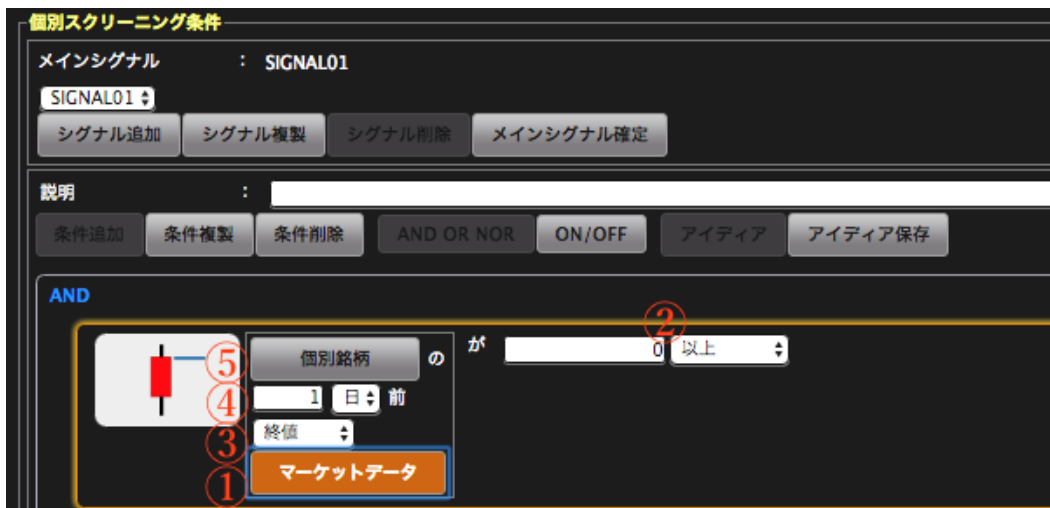 個別スクリーニング条件
メインシグナル : SIGNAL01
SIGNAL01
シグナル追加 シグナル複製 シグナル削除 メインシグナル確定
説明 :
条件追加 条件複製 条件削除 AND OR NOR ON/OFF アイディア アイディア保存
AND
⑤ 個別銘柄 の が 0 ② 以上
④ 1 日 前
③ 終値
① マーケットデータ